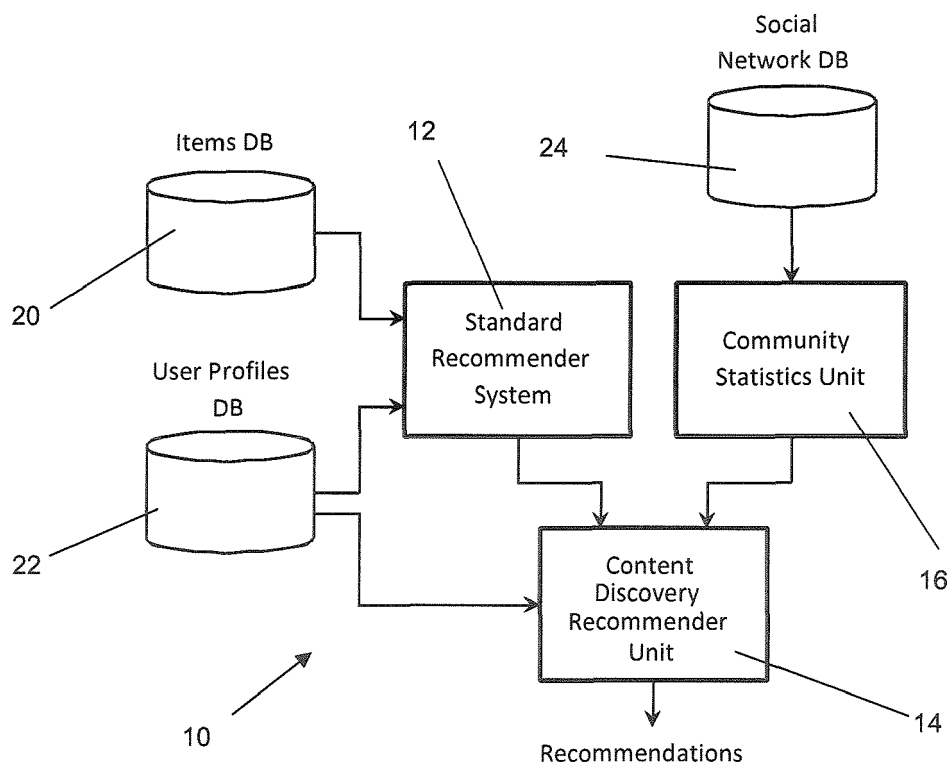 Social
Network DB
12
24
Items DB
20
Standard
Recommender
System
Community
Statistics Unit
User Profiles
DB
22
16
Content
Discovery
Recommender
Unit
10
14
Recommendations